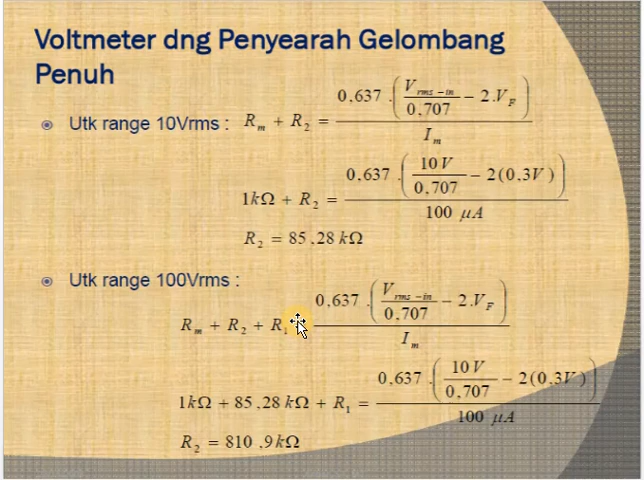 Voltmeter dng Penyearah Gelombang
Penuh
Utk range 10Vrms : R_m + R_2 = 0,637 .(V_rms-in / 0,707 − 2.V_F) / I_m
1kΩ + R_2 = 0,637 .(10 V / 0,707 − 2(0,3V)) / 100 μA
R_2 = 85,28 kΩ
Utk range 100Vrms :
R_m + R_2 + R_1 0,637 .(V_rms-in / 0,707 − 2.V_F) / I_m
1kΩ + 85,28 kΩ + R_1 = 0,637 .(10 V / 0,707 − 2(0,3V)) / 100 μA
R_2 = 810 ,9kΩ